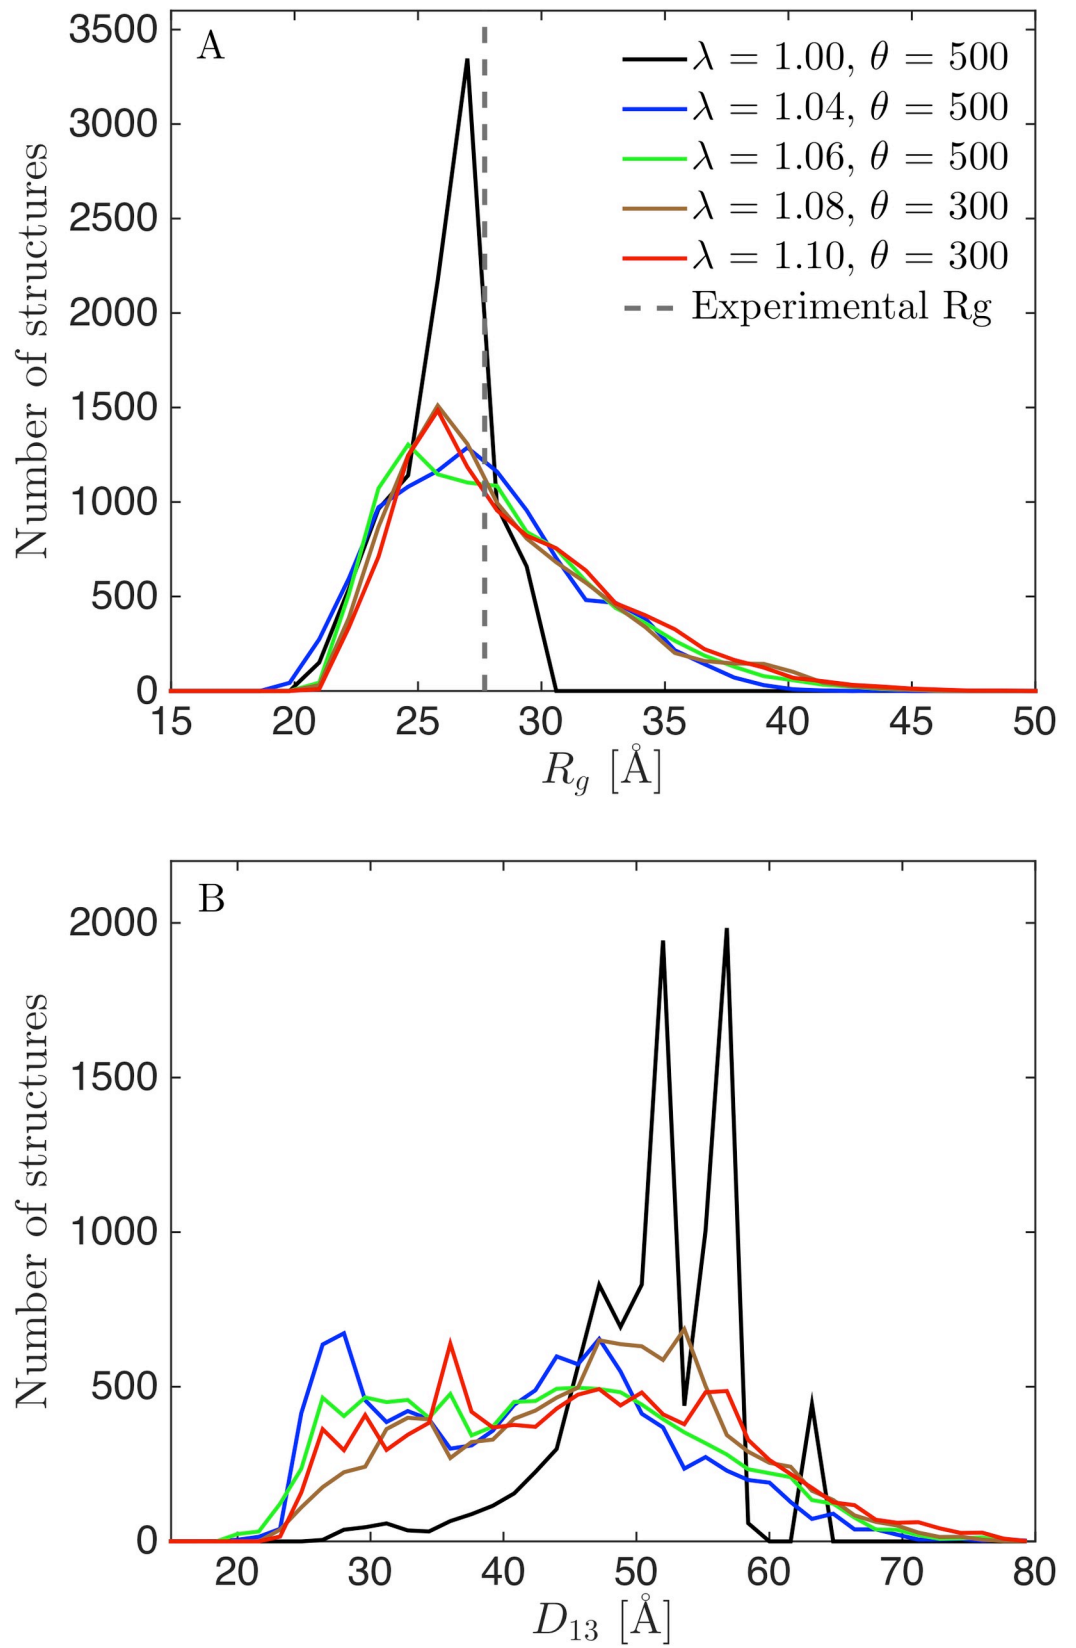 A
3500
3000
2500
2000
1500
1000
500
0
Number of structures
λ = 1.00, θ = 500
λ = 1.04, θ = 500
λ = 1.06, θ = 500
λ = 1.08, θ = 300
λ = 1.10, θ = 300
Experimental Rg
15 20 25 30 35 40 45 50
R_g [Å]
B
2000
1500
1000
500
0
Number of structures
20 30 40 50 60 70 80
D_13 [Å]